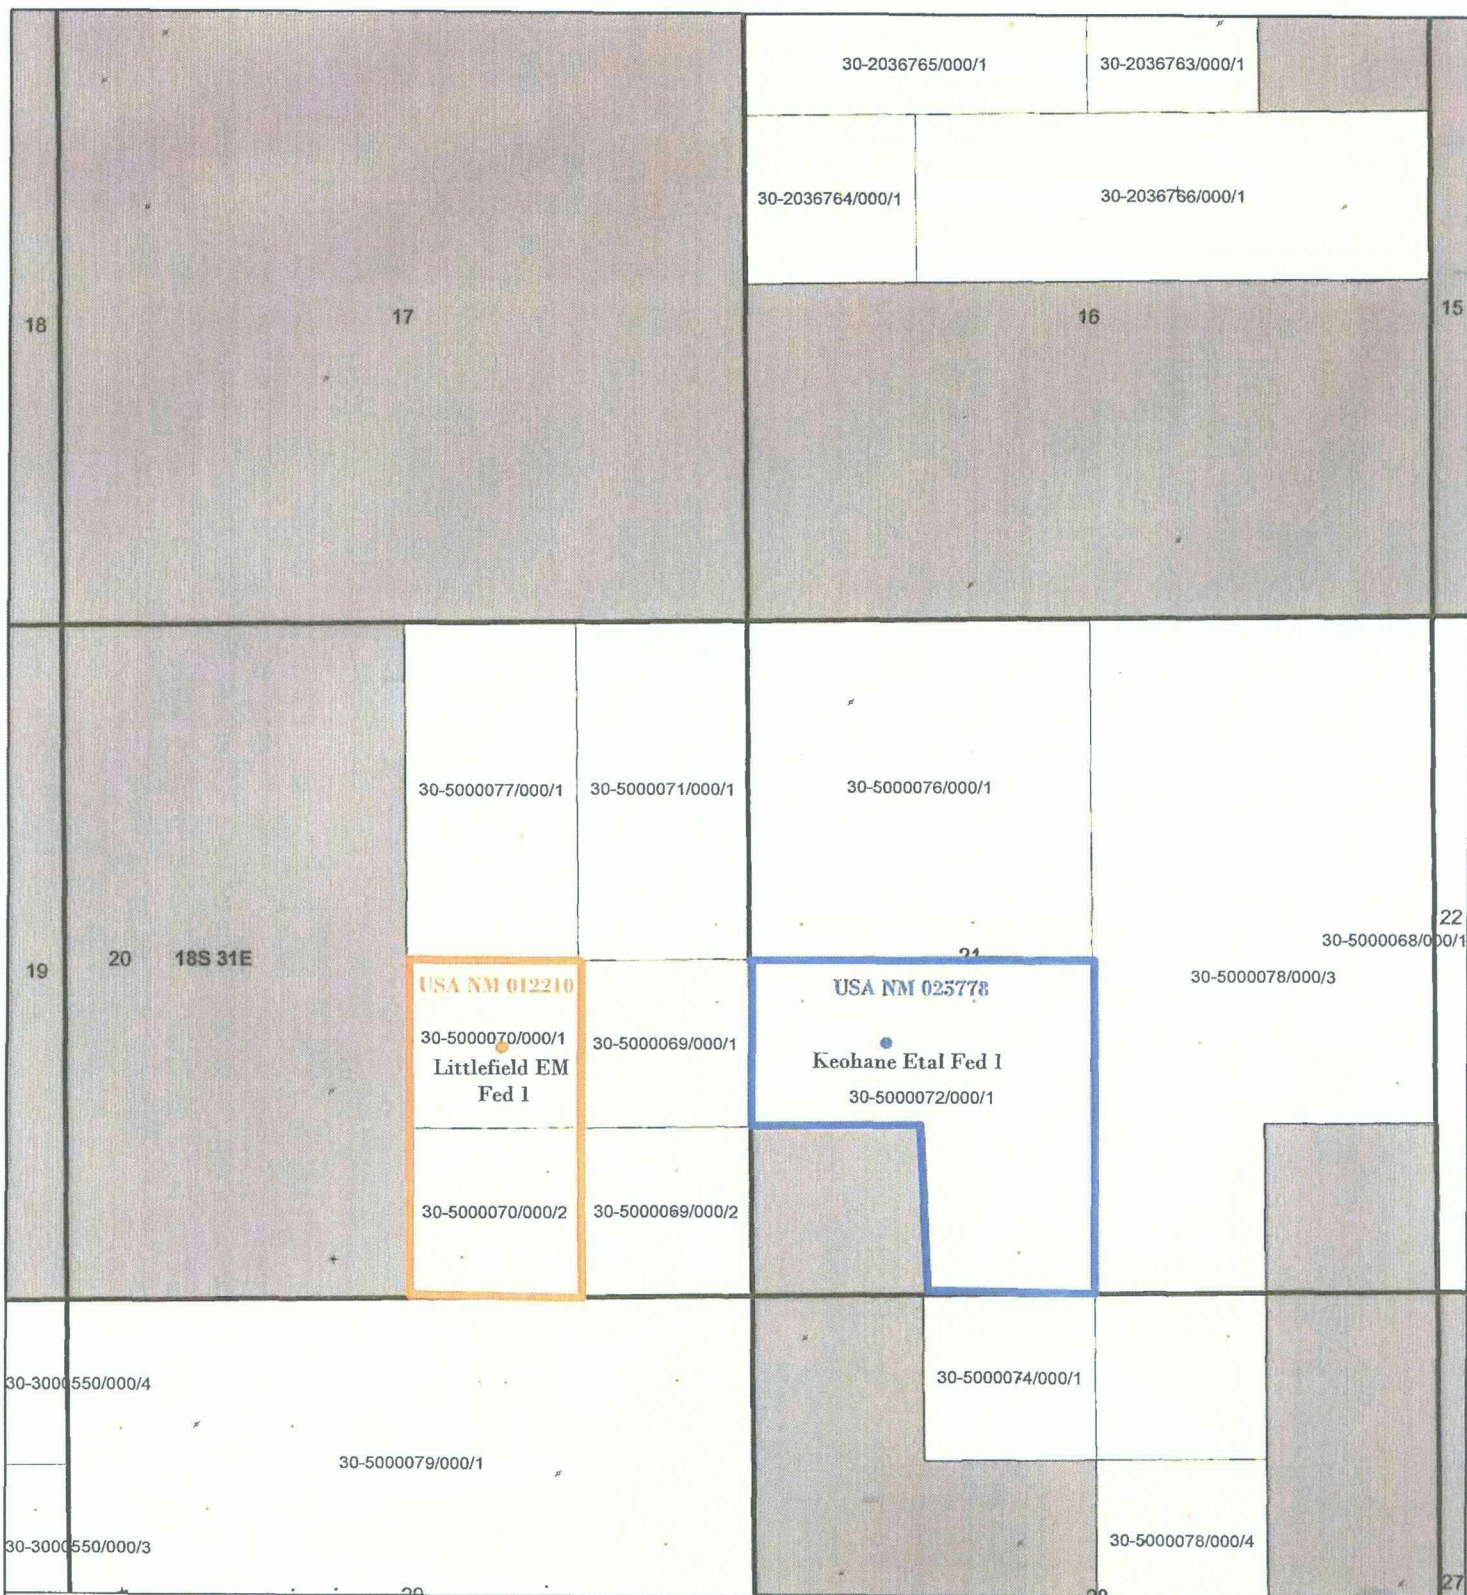 30-2036765/000/1 30-2036763/000/1
30-2036764/000/1 30-2036766/000/1
18 17 16 15
30-5000077/000/1 30-5000071/000/1 30-5000076/000/1
22
30-5000068/000/1
19 20 18S 31E 21 30-5000078/000/3
USA NM 012210 USA NM 025778
30-5000070/000/1 30-5000069/000/1
Littlefield EM
Fed 1
Keohane Etal Fed 1
30-5000072/000/1
30-5000070/000/2 30-5000069/000/2
30-3000550/000/4 30-5000074/000/1
30-5000079/000/1
30-3000550/000/3 30-5000078/000/4
29 28 27